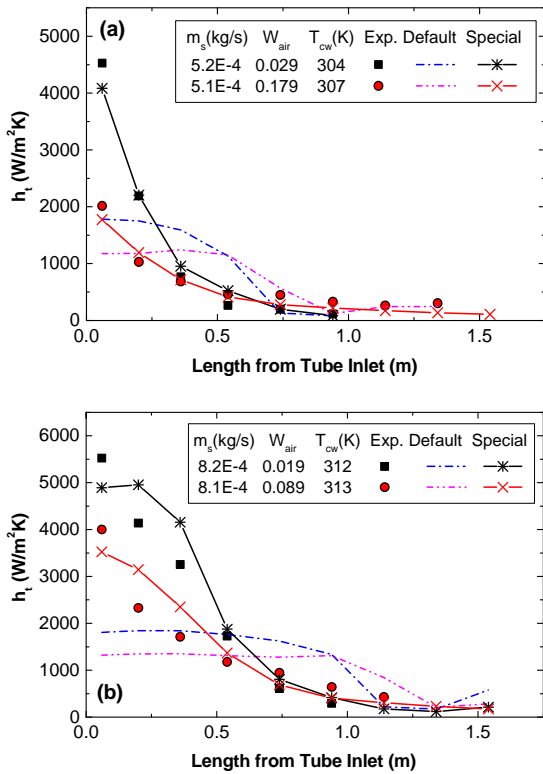 (a)
m_s(kg/s) W_air T_cw(K) Exp. Default Special
5.2E-4 0.029 304
5.1E-4 0.179 307
5000
4000
3000
2000
1000
0
h_t (W/m²K)
0.0 0.5 1.0 1.5
Length from Tube Inlet (m)
m_s(kg/s) W_air T_cw(K) Exp. Default Special
8.2E-4 0.019 312
8.1E-4 0.089 313
6000
5000
4000
3000
2000
1000
0
h_t (W/m²K)
(b)
0.0 0.5 1.0 1.5
Length from Tube Inlet (m)